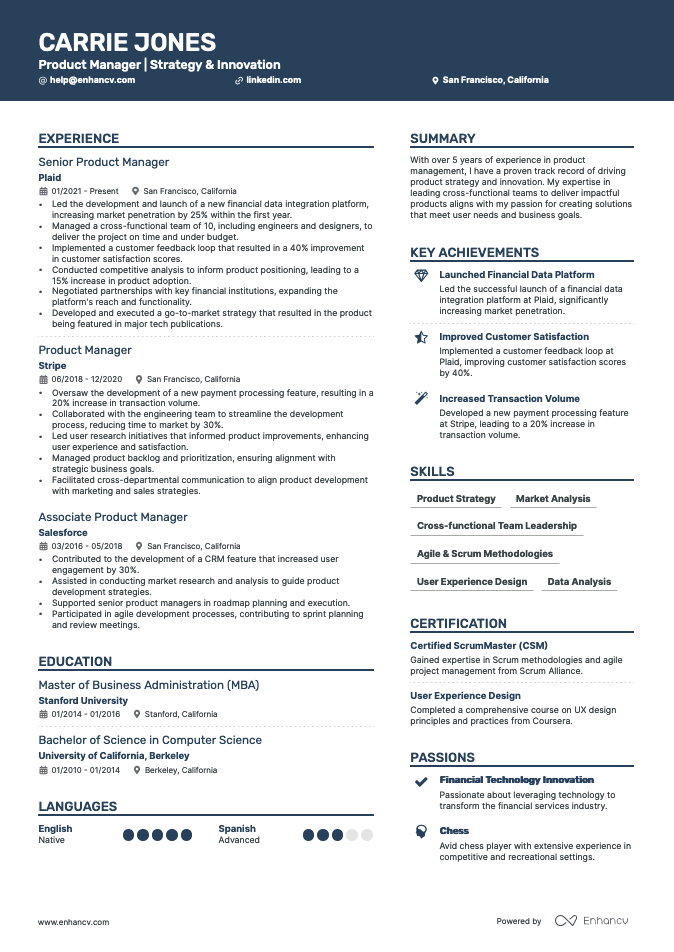 CARRIE JONES
Product Manager | Strategy & Innovation
@ help@enhancv.com
linkedin.com
San Francisco, California
EXPERIENCE
Senior Product Manager
Plaid
01/2021 - Present San Francisco, California
• Led the development and launch of a new financial data integration platform,
increasing market penetration by 25% within the first year.
• Managed a cross-functional team of 10, including engineers and designers, to
deliver the project on time and under budget.
• Implemented a customer feedback loop that resulted in a 40% improvement
in customer satisfaction scores.
• Conducted competitive analysis to inform product positioning, leading to a
15% increase in product adoption.
• Negotiated partnerships with key financial institutions, expanding the
platform's reach and functionality.
• Developed and executed a go-to-market strategy that resulted in the product
being featured in major tech publications.
Product Manager
Stripe
06/2018 - 12/2020 San Francisco, California
• Oversaw the development of a new payment processing feature, resulting in a
20% increase in transaction volume.
• Collaborated with the engineering team to streamline the development
process, reducing time to market by 30%.
• Led user research initiatives that informed product improvements, enhancing
user experience and satisfaction.
• Managed product backlog and prioritization, ensuring alignment with
strategic business goals.
• Facilitated cross-departmental communication to align product development
with marketing and sales strategies.
Associate Product Manager
Salesforce
03/2016 - 05/2018 San Francisco, California
• Contributed to the development of a CRM feature that increased user
engagement by 30%.
• Assisted in conducting market research and analysis to guide product
development strategies.
• Supported senior product managers in roadmap planning and execution.
• Participated in agile development processes, contributing to sprint planning
and review meetings.
EDUCATION
Master of Business Administration (MBA)
Stanford University
01/2014 - 01/2016 Stanford, California
Bachelor of Science in Computer Science
University of California, Berkeley
01/2010 - 01/2014 Berkeley, California
LANGUAGES
English
Native
Spanish
Advanced
SUMMARY
With over 5 years of experience in product
management, I have a proven track record of driving
product strategy and innovation. My expertise in
leading cross-functional teams to deliver impactful
products aligns with my passion for creating solutions
that meet user needs and business goals.
KEY ACHIEVEMENTS
Launched Financial Data Platform
Led the successful launch of a financial data
integration platform at Plaid, significantly
increasing market penetration.
Improved Customer Satisfaction
Implemented a customer feedback loop at
Plaid, improving customer satisfaction scores
by 40%.
Increased Transaction Volume
Developed a new payment processing feature
at Stripe, leading to a 20% increase in
transaction volume.
SKILLS
Product Strategy Market Analysis
Cross-functional Team Leadership
Agile & Scrum Methodologies
User Experience Design Data Analysis
CERTIFICATION
Certified ScrumMaster (CSM)
Gained expertise in Scrum methodologies and agile
project management from Scrum Alliance.
User Experience Design
Completed a comprehensive course on UX design
principles and practices from Coursera.
PASSIONS
Financial Technology Innovation
Passionate about leveraging technology to
transform the financial services industry.
Chess
Avid chess player with extensive experience in
competitive and recreational settings.
www.enhancv.com
Powered by Enhancv